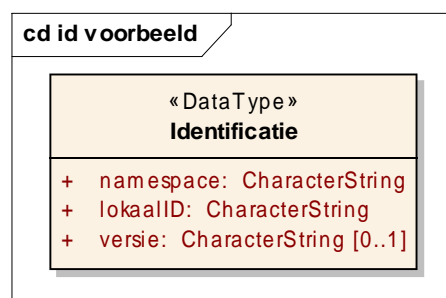 cd id voorbeeld
«DataType»
Identificatie
+ namespace: CharacterString
+ lokaalID: CharacterString
+ versie: CharacterString [0..1]